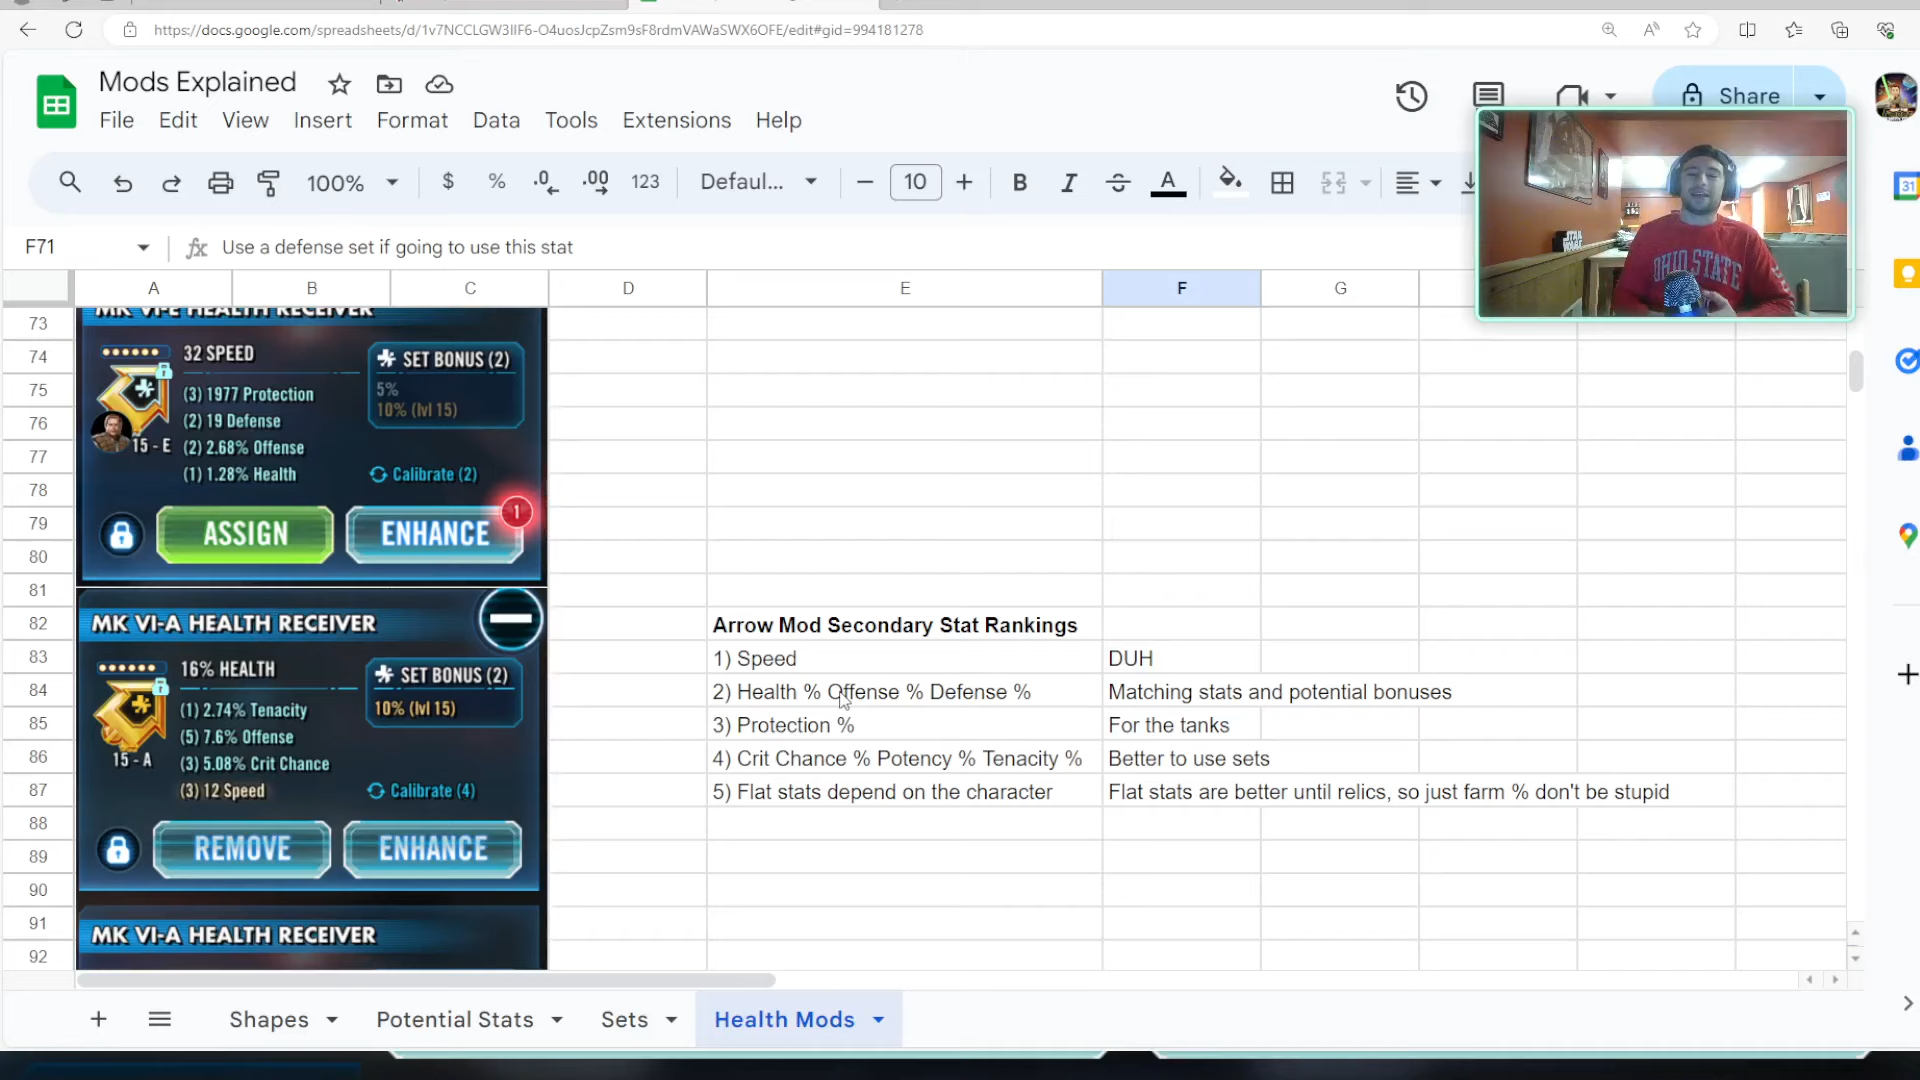 https://docs.google.com/spreadsheets/d/1v7NCCLGW3IIF6-O4uosJcpZsm9sF8rdmVAWaSWX6OFE/edit#gid=994181278
Mods Explained
Share
File Edit View Insert Format Data Tools Extensions Help
100% $ % .0 .00 123 Defaul... 10 B I S A
F71 fx Use a defense set if going to use this stat
A B C D E F G
73
74
75
76
77
78
79
80
81
82
83
84
85
86
87
88
89
90
91
92
MK VI-E HEALTH RECEIVER
32 SPEED
(3) 1977 Protection
(2) 19 Defense
(2) 2.68% Offense
(1) 1.28% Health
15 - E
SET BONUS (2)
5%
10% (lvl 15)
Calibrate (2)
ASSIGN
ENHANCE
1
MK VI-A HEALTH RECEIVER
16% HEALTH
(1) 2.74% Tenacity
(5) 7.6% Offense
(3) 5.08% Crit Chance
(3) 12 Speed
15 - A
SET BONUS (2)
10% (lvl 15)
Calibrate (4)
REMOVE
ENHANCE
MK VI-A HEALTH RECEIVER
Arrow Mod Secondary Stat Rankings
1) Speed DUH
2) Health % Offense % Defense % Matching stats and potential bonuses
3) Protection % For the tanks
4) Crit Chance % Potency % Tenacity % Better to use sets
5) Flat stats depend on the character Flat stats are better until relics, so just farm % don't be stupid
STAR WARS
OHIO STATE
31
Shapes Potential Stats Sets Health Mods